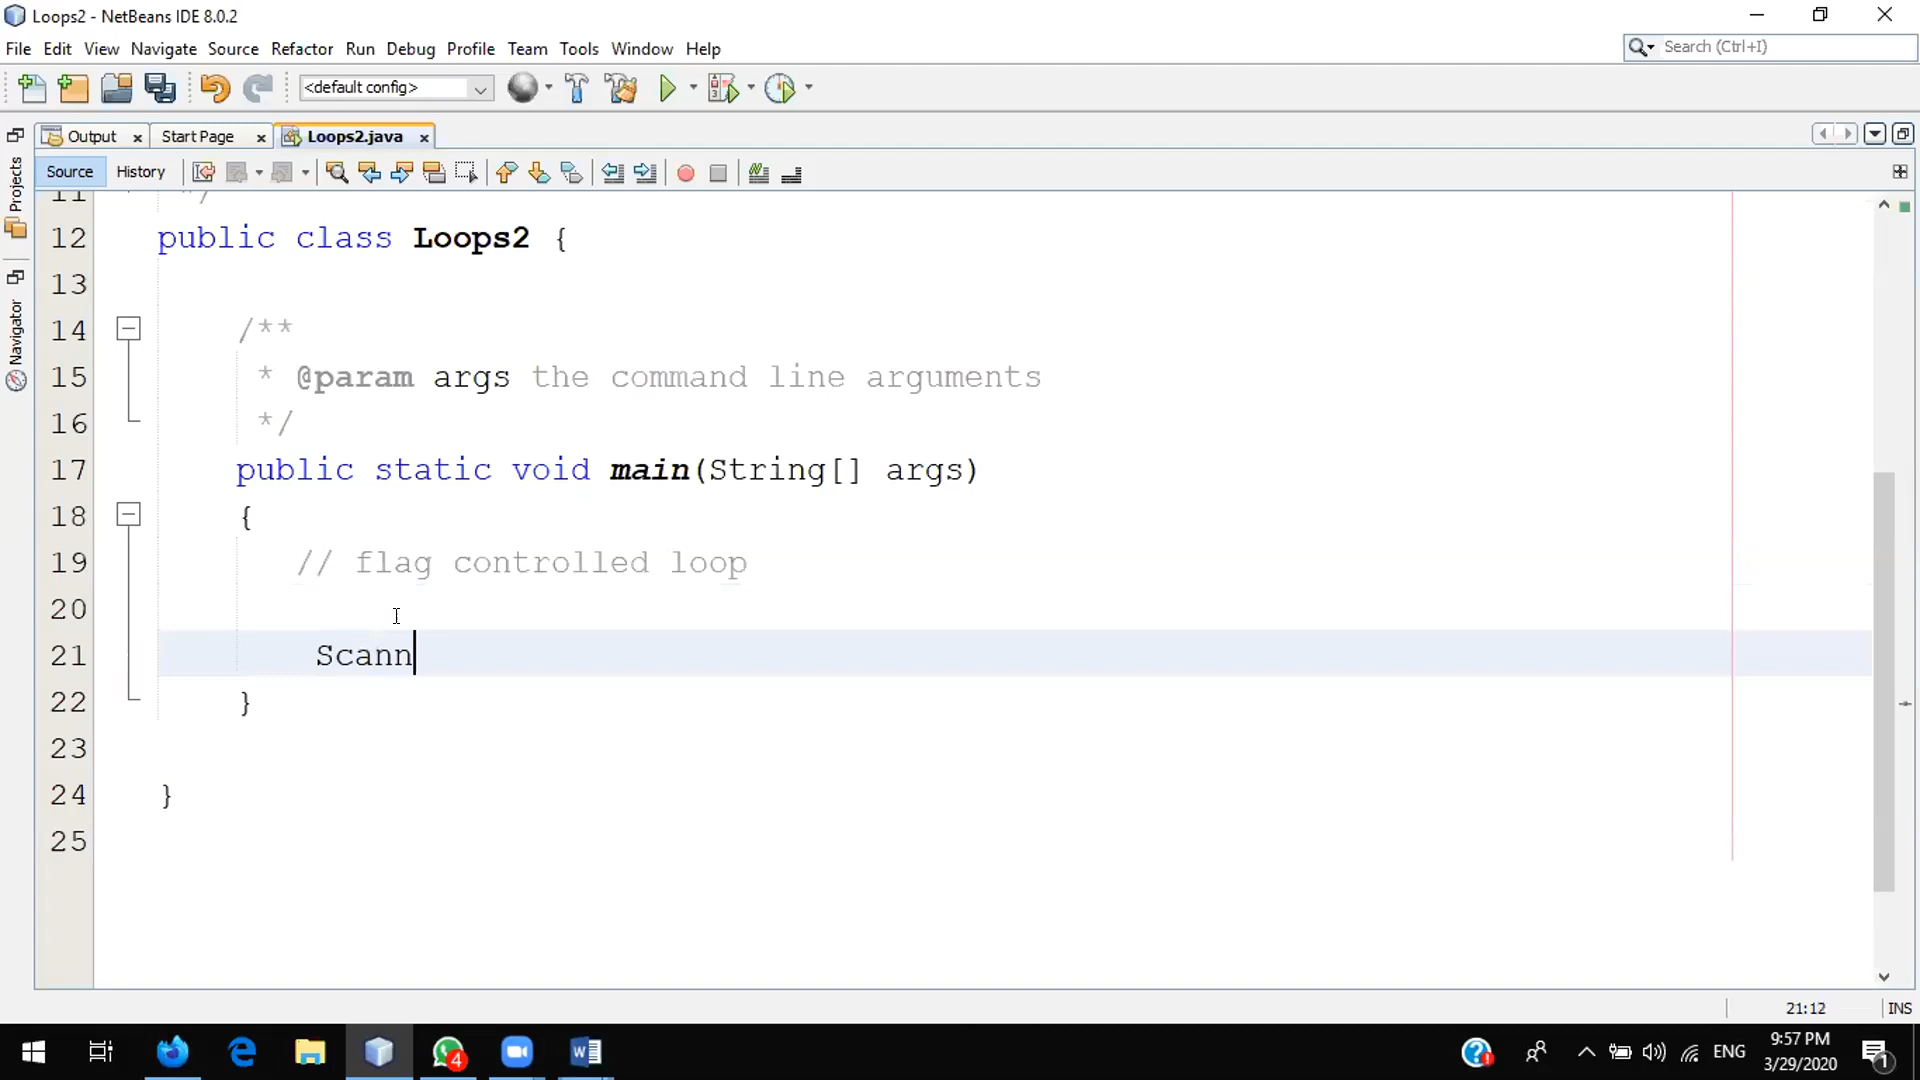 Loops2 - NetBeans IDE 8.0.2
File Edit View Navigate Source Refactor Run Debug Profile Team Tools Window Help
Search (Ctrl+I)
<default config>
Output Start Page Loops2.java
Source History
Projects
Navigator
11 */
12 public class Loops2 {
13
14 /**
15 * @param args the command line arguments
16 */
17 public static void main(String[] args)
18 {
19 // flag controlled loop
20
21 Scann
22 }
23
24 }
25
21:12 INS
4
ENG
9:57 PM
3/29/2020
1